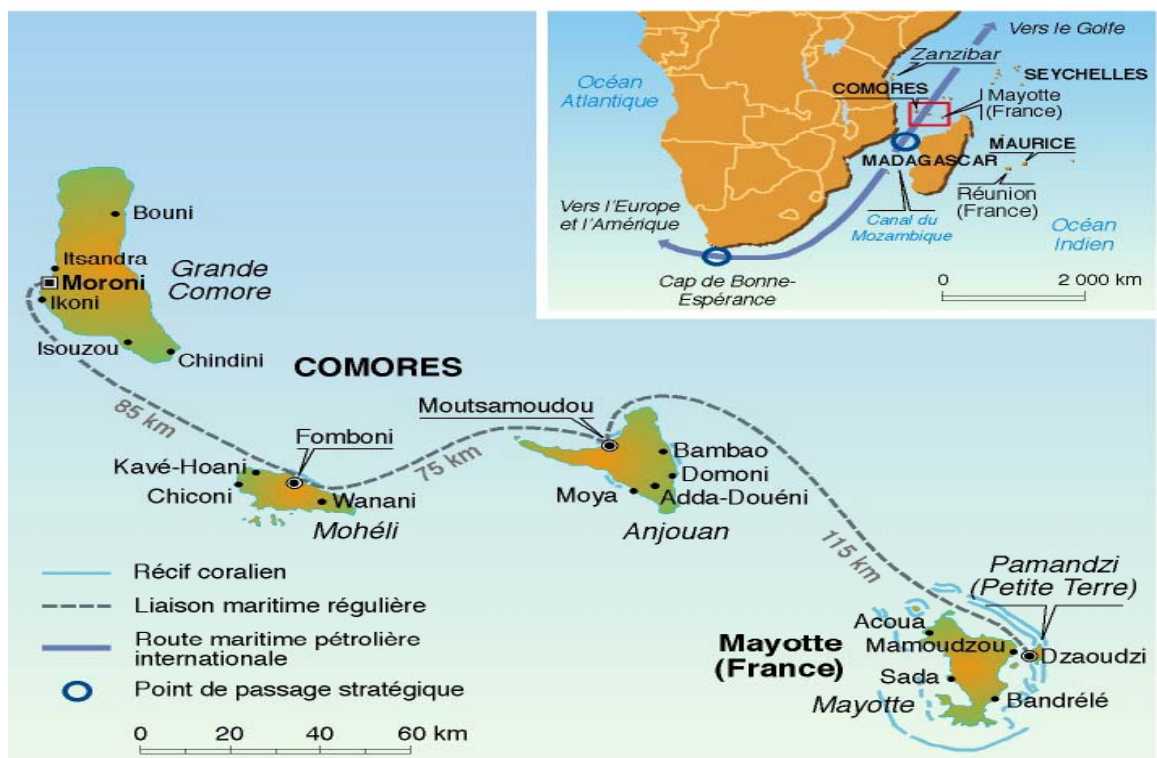 Vers le Golfe
Zanzibar
Océan
Atlantique
SEYCHELLES
COMORES
Mayotte
(France)
MAURICE
MADAGASCAR
Réunion
(France)
Vers l'Europe
et l'Amérique
Canal du
Mozambique
Océan
Indien
Cap de Bonne-
Espérance
0 2 000 km
Bouni
Itsandra
Moroni
Ikoni
Grande
Comore
Isouzou
Chindini
COMORES
85 km
Moutsamoudou
Fomboni
75 km
Kavé-Hoani
Chiconi
Wanani
Mohéli
Bambao
Domoni
Adda-Douéni
Moya
Anjouan
115 km
Pamandzi
(Petite Terre)
Acoua
Mamoudzou
Dzaoudzi
Mayotte
(France)
Sada
Mayotte
Bandrélé
Récif coralien
Liaison maritime régulière
Route maritime pétrolière
internationale
Point de passage stratégique
0 20 40 60 km